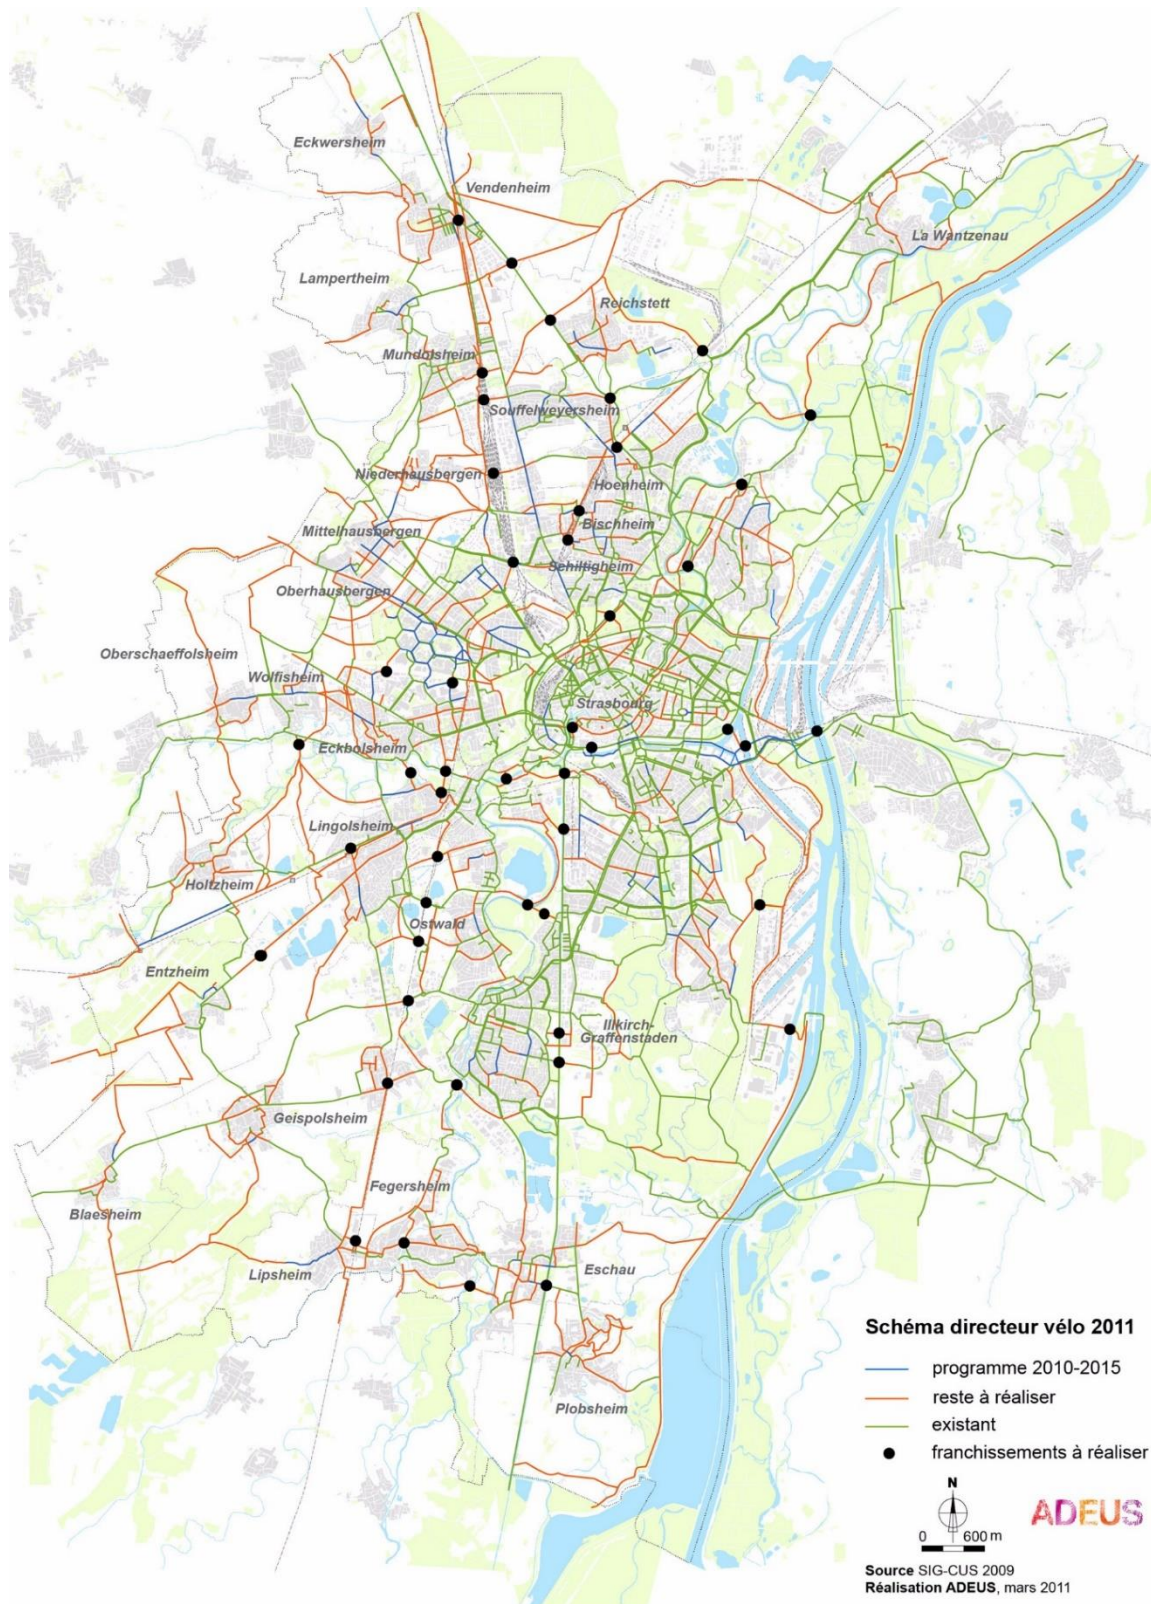 Eckwersheim
Vendenheim
La Wantzenau
Lampertheim
Reichstett
Mundolsheim
Souffelweyersheim
Niederhausbergen
Hoenheim
Bischheim
Mittelhausbergen
Schiltigheim
Oberhausbergen
Oberschaeffolsheim
Wolfisheim
Strasbourg
Eckbolsheim
Lingolsheim
Holtzheim
Ostwald
Entzheim
Illkirch-
Graffenstaden
Geispolsheim
Fegersheim
Blaesheim
Lipsheim
Eschau
Plobsheim
Schéma directeur vélo 2011
programme 2010-2015
reste à réaliser
existant
franchissements à réaliser
N
ADEUS
0 600 m
Source SIG-CUS 2009
Réalisation ADEUS, mars 2011